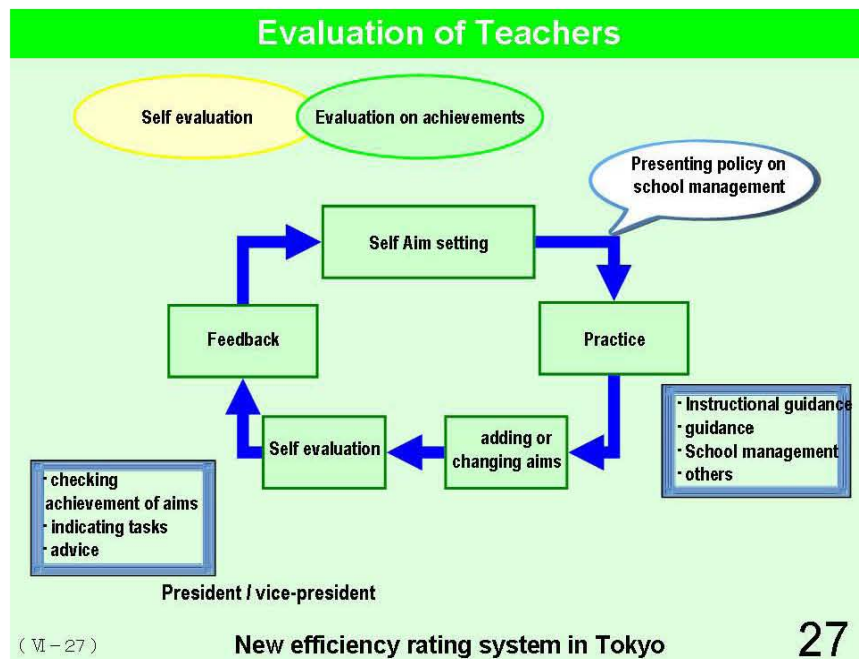 Evaluation of Teachers
Self evaluation
Evaluation on achievements
Presenting policy on
school management
Self Aim setting
Feedback
Practice
· Instructional guidance
· guidance
· School management
· others
Self evaluation
adding or
changing aims
· checking
achievement of aims
· indicating tasks
· advice
President / vice-president
(Ⅵ－27)
New efficiency rating system in Tokyo
27